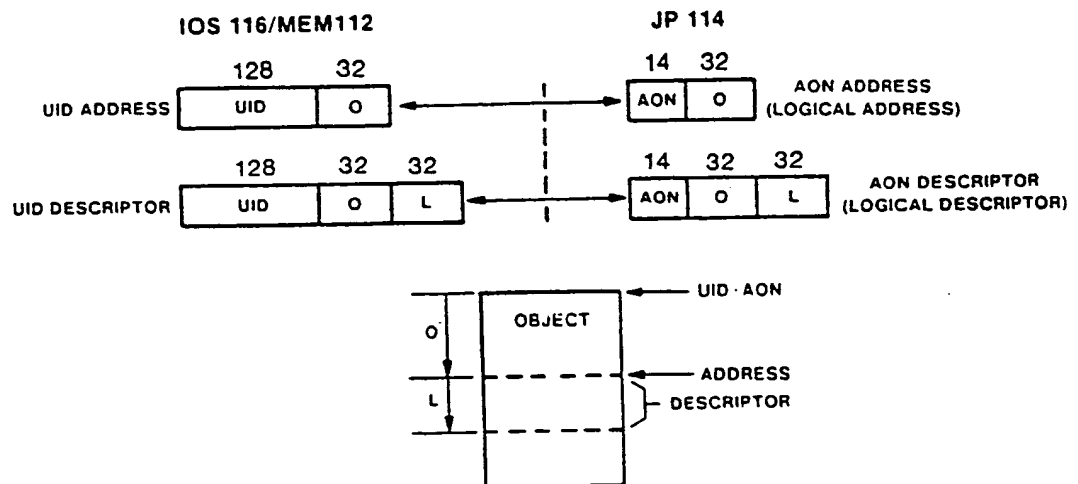 IOS 116/MEM112 JP 114
128 32 14 32
UID ADDRESS UID O AON O AON ADDRESS
(LOGICAL ADDRESS)
128 32 32 14 32 32
UID DESCRIPTOR UID O L AON O L AON DESCRIPTOR
(LOGICAL DESCRIPTOR)
UID·AON
OBJECT
O
ADDRESS
L
DESCRIPTOR